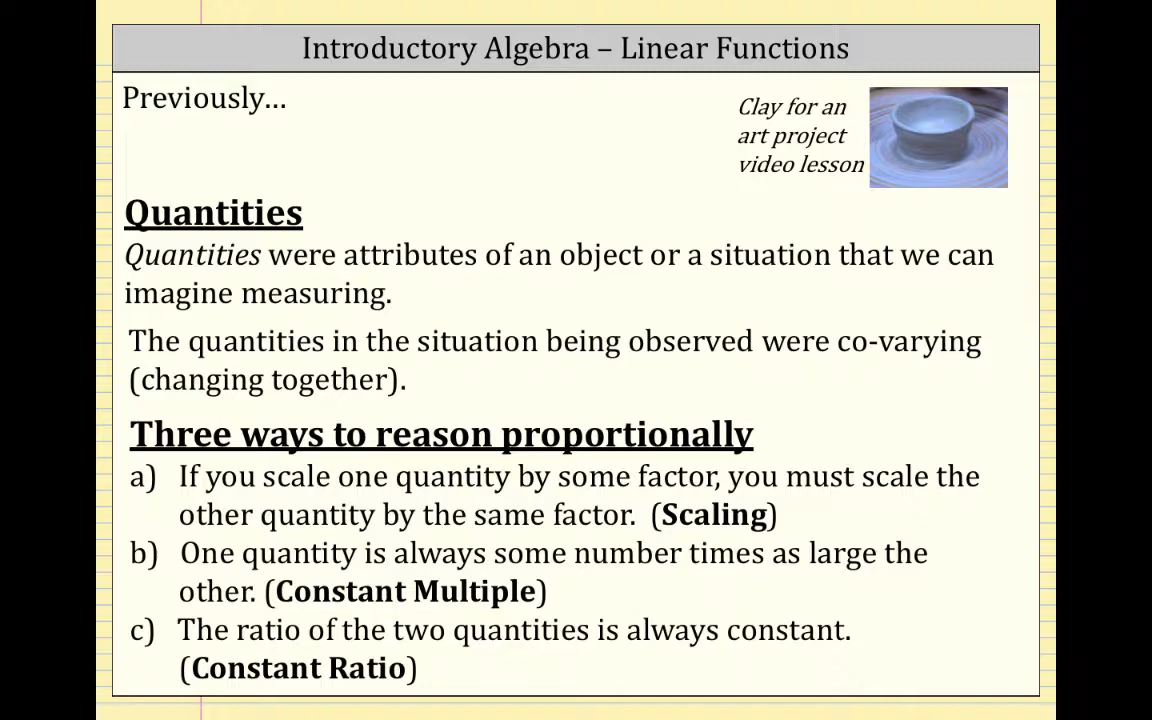 Introductory Algebra – Linear Functions
Previously…
Clay for an
art project
video lesson
Quantities
Quantities were attributes of an object or a situation that we can
imagine measuring.
The quantities in the situation being observed were co-varying
(changing together).
Three ways to reason proportionally
a) If you scale one quantity by some factor, you must scale the
other quantity by the same factor. (Scaling)
b) One quantity is always some number times as large the
other. (Constant Multiple)
c) The ratio of the two quantities is always constant.
(Constant Ratio)